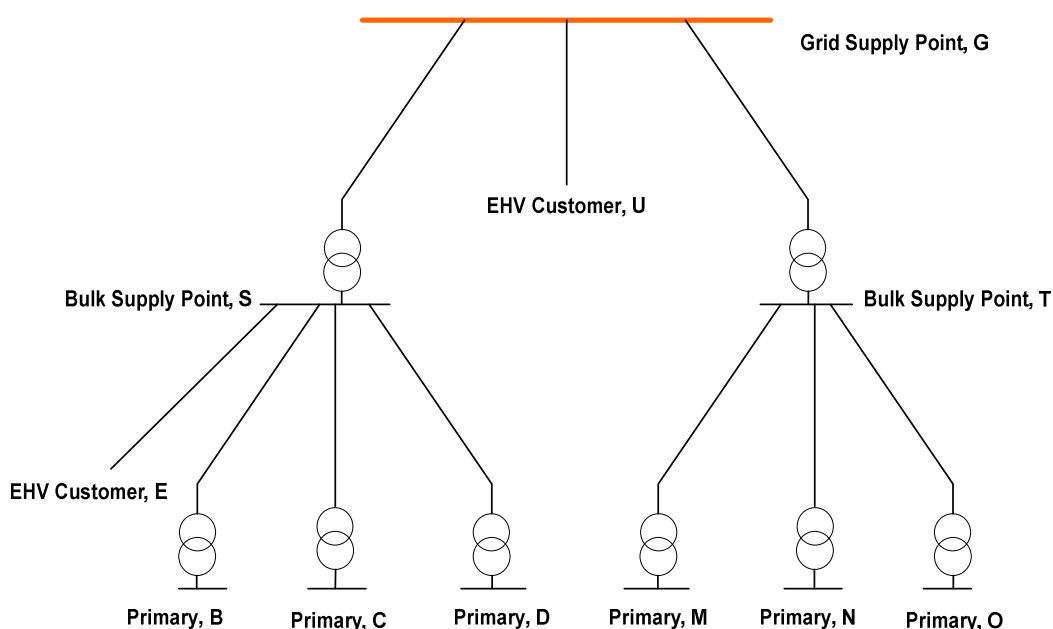 Grid Supply Point, G
EHV Customer, U
Bulk Supply Point, S
Bulk Supply Point, T
EHV Customer, E
Primary, B
Primary, C
Primary, D
Primary, M
Primary, N
Primary, O